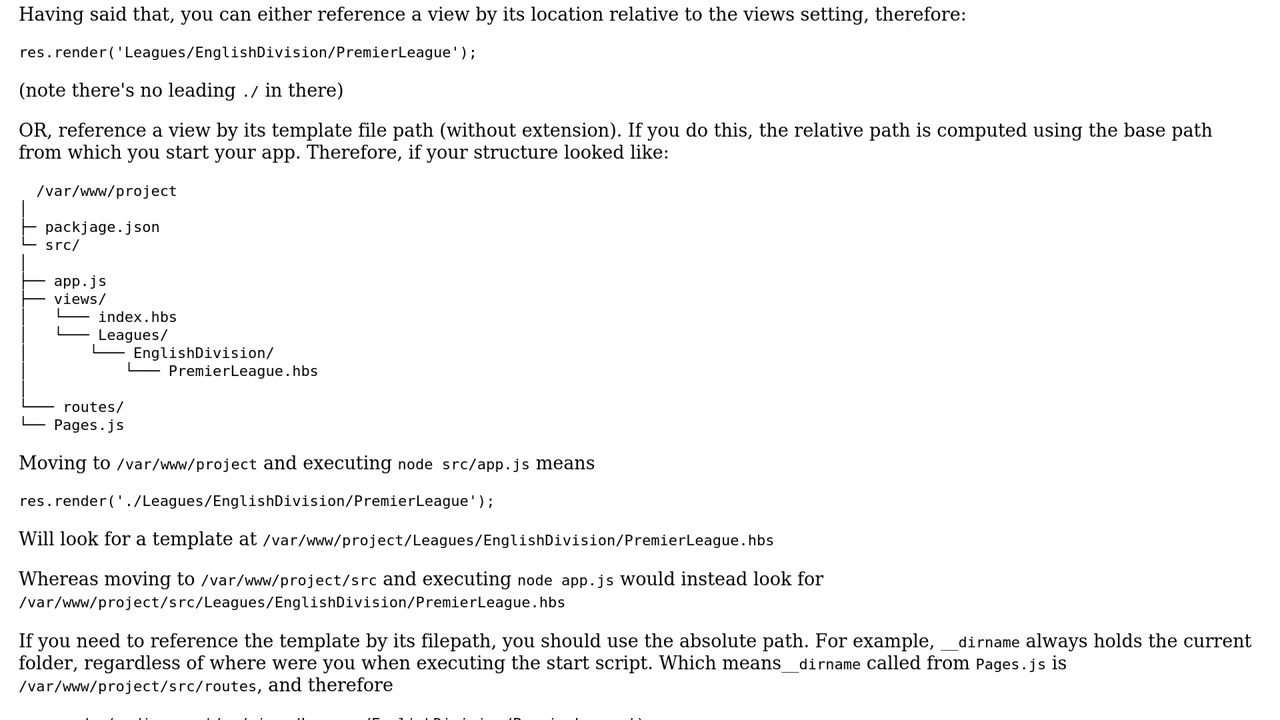 Having said that, you can either reference a view by its location relative to the views setting, therefore:
res.render('Leagues/EnglishDivision/PremierLeague');
(note there's no leading ./ in there)
OR, reference a view by its template file path (without extension). If you do this, the relative path is computed using the base path
from which you start your app. Therefore, if your structure looked like:
/var/www/project
│
├─ packjage.json
└─ src/
│
├── app.js
├── views/
│   └── index.hbs
│   └── Leagues/
│       └── EnglishDivision/
│           └── PremierLeague.hbs
│
└── routes/
└── Pages.js
Moving to /var/www/project and executing node src/app.js means
res.render('./Leagues/EnglishDivision/PremierLeague');
Will look for a template at /var/www/project/Leagues/EnglishDivision/PremierLeague.hbs
Whereas moving to /var/www/project/src and executing node app.js would instead look for
/var/www/project/src/Leagues/EnglishDivision/PremierLeague.hbs
If you need to reference the template by its filepath, you should use the absolute path. For example, __dirname always holds the current
folder, regardless of where were you when executing the start script. Which means__dirname called from Pages.js is
/var/www/project/src/routes, and therefore